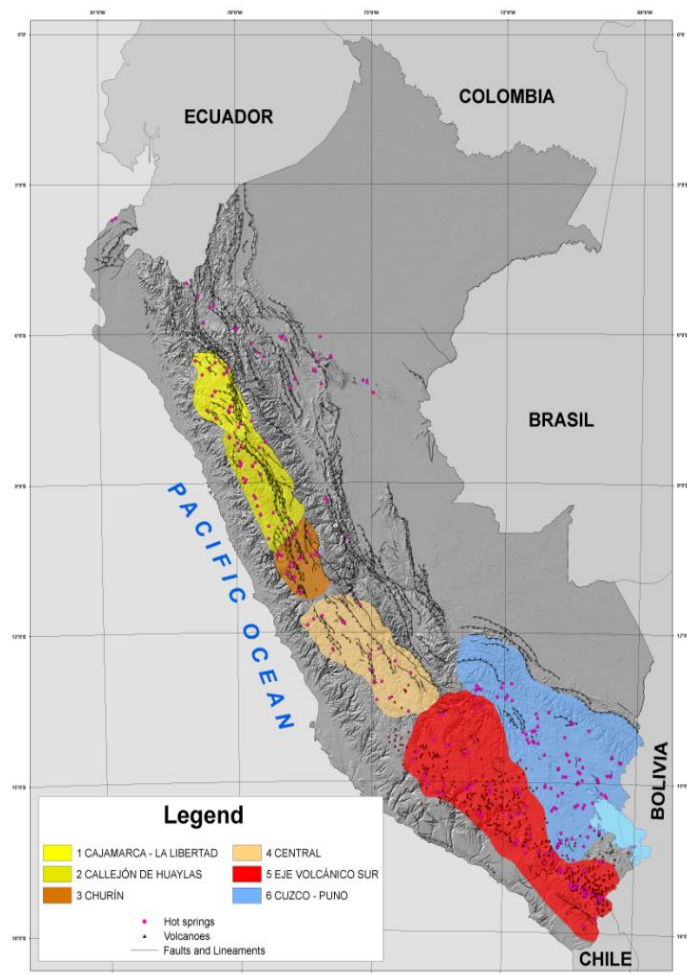 ECUADOR
COLOMBIA
BRASIL
PACIFIC OCEAN
BOLIVIA
CHILE
Legend
1 CAJAMARCA - LA LIBERTAD
2 CALLEJÓN DE HUAYLAS
3 CHURÍN
4 CENTRAL
5 EJE VOLCÁNICO SUR
6 CUZCO - PUNO
Hot springs
Volcanoes
Faults and Lineaments